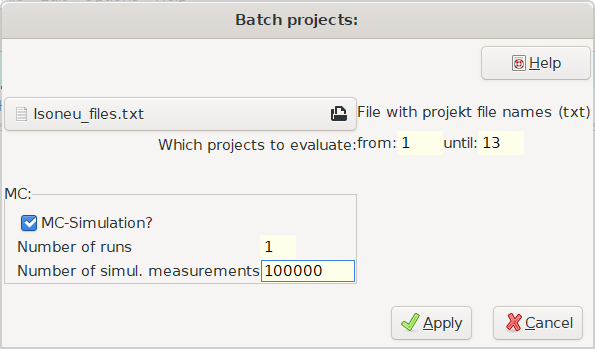 Batch projects:
Help
Isoneu_files.txt
File with projekt file names (txt)
Which projects to evaluate: from: 1 until: 13
MC:
MC-Simulation?
Number of runs 1
Number of simul. measurements 100000
Apply Cancel